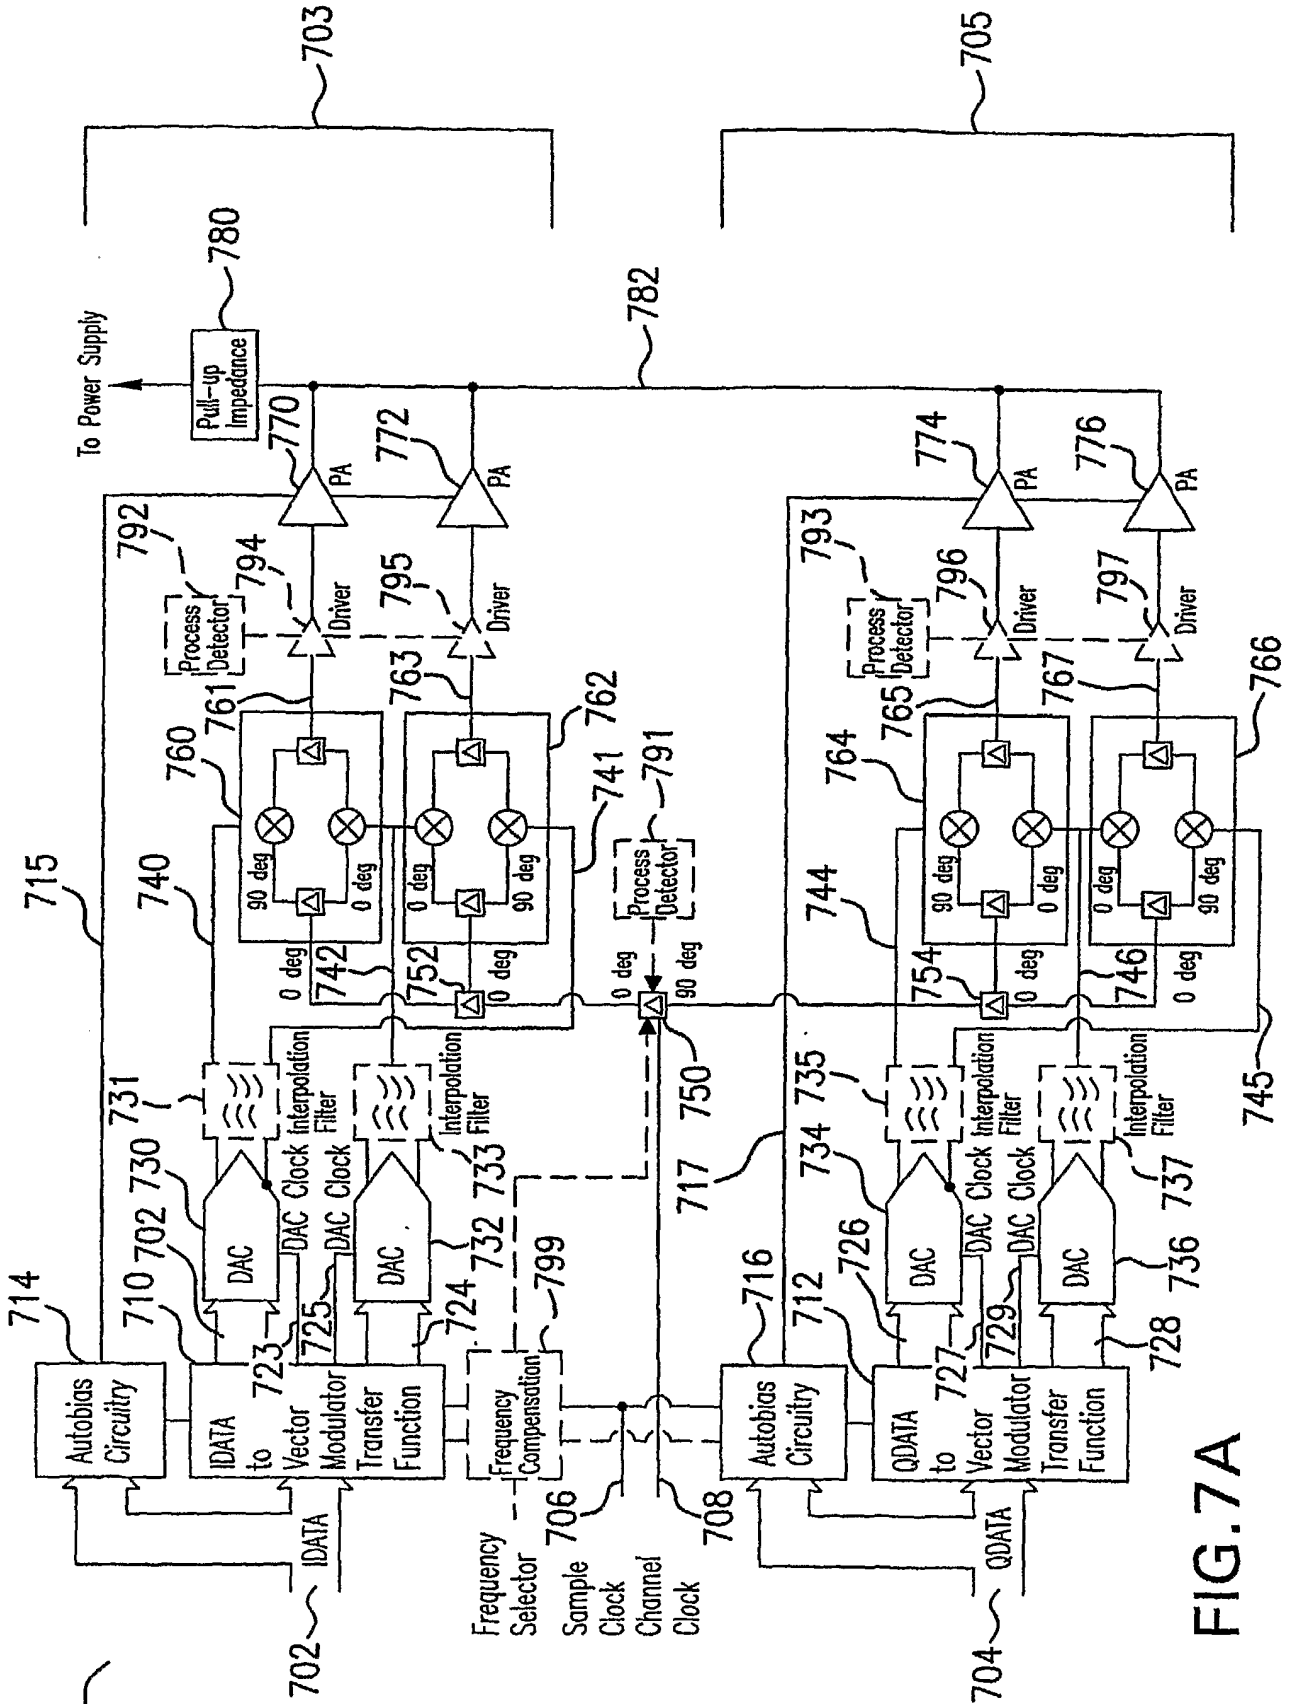 To Power Supply
Pull-up
Impedance
780
703
714
715
Autobias
Circuitry
702
IDATA
710
702
IDATA
to
Vector
Modulator
Transfer
Function
723
725
724
730
DAC
DAC Clock
DAC Clock
DAC
732
731
Interpolation
Filter
733
Interpolation
Filter
740
742
741
760
90 deg
0 deg
0 deg
752
0 deg
0 deg
90 deg
762
761
763
792
Process
Detector
794
Driver
795
Driver
770
PA
772
PA
782
Frequency
Selector
Frequency
Compensation
799
Sample
Clock
706
Channel
Clock
708
750
0 deg
90 deg
Process
Detector
791
705
716
717
Autobias
Circuitry
704
QDATA
712
726
QDATA
to
Vector
Modulator
Transfer
Function
727
729
728
734
DAC
DAC Clock
DAC Clock
DAC
736
735
Interpolation
Filter
737
Interpolation
Filter
744
746
745
764
90 deg
0 deg
754
0 deg
0 deg
90 deg
0 deg
766
765
767
793
Process
Detector
796
Driver
797
Driver
774
PA
776
PA
FIG.7A